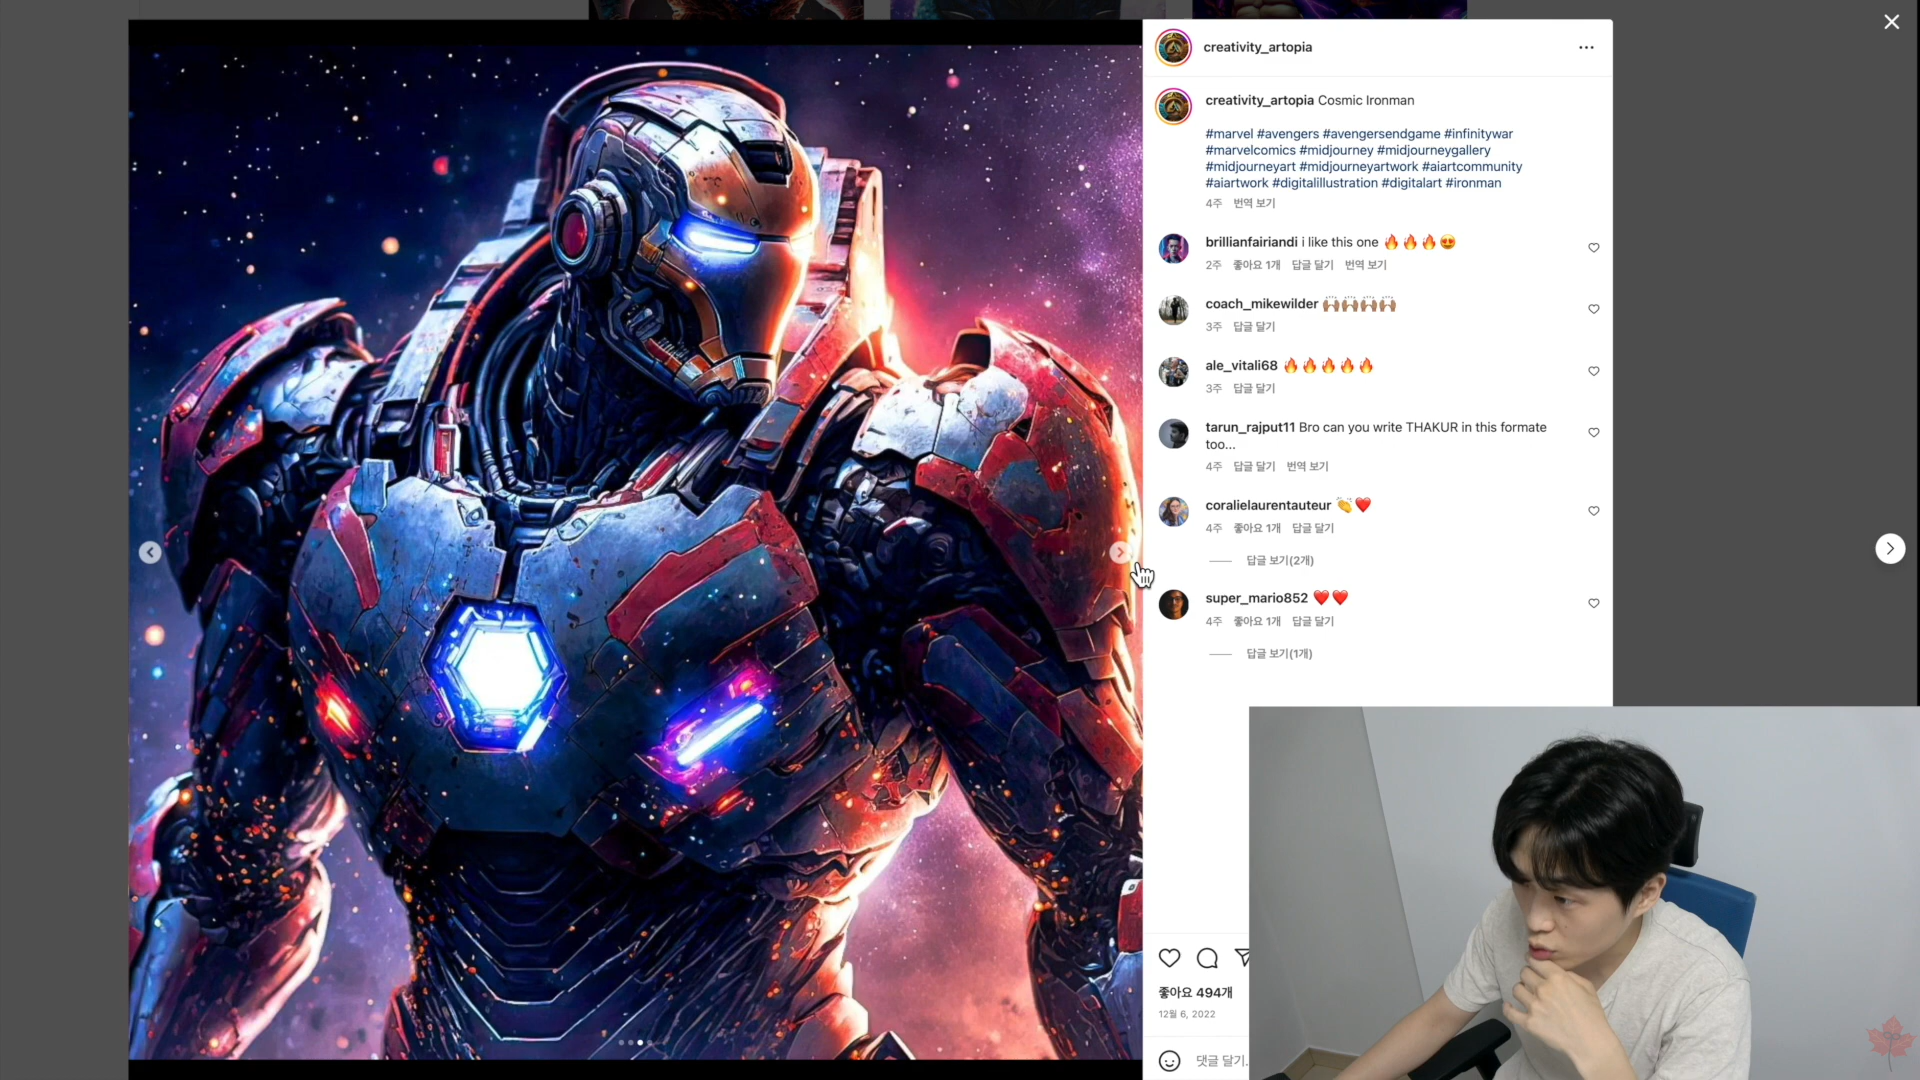 creativity_artopia
creativity_artopia Cosmic Ironman
#marvel #avengers #avengersendgame #infinitywar
#marvelcomics #midjourney #midjourneygallery
#midjourneyart #midjourneyartwork #aiartcommunity
#aiartwork #digitalillustration #digitalart #ironman
4주 번역 보기
brillianfairiandi i like this one 🔥🔥🔥😍
2주 좋아요 1개 답글 달기 번역 보기
coach_mikewilder 🙌🏽🙌🏽🙌🏽🙌🏽
3주 답글 달기
ale_vitali68 🔥🔥🔥🔥🔥
3주 답글 달기
tarun_rajput11 Bro can you write THAKUR in this formate
too...
4주 답글 달기 번역 보기
coralielaurentauteur 👏❤️
4주 좋아요 1개 답글 달기
답글 보기(2개)
super_mario852 ❤️❤️
4주 좋아요 1개 답글 달기
답글 보기(1개)
좋아요 494개
12월 6, 2022
댓글 달기...